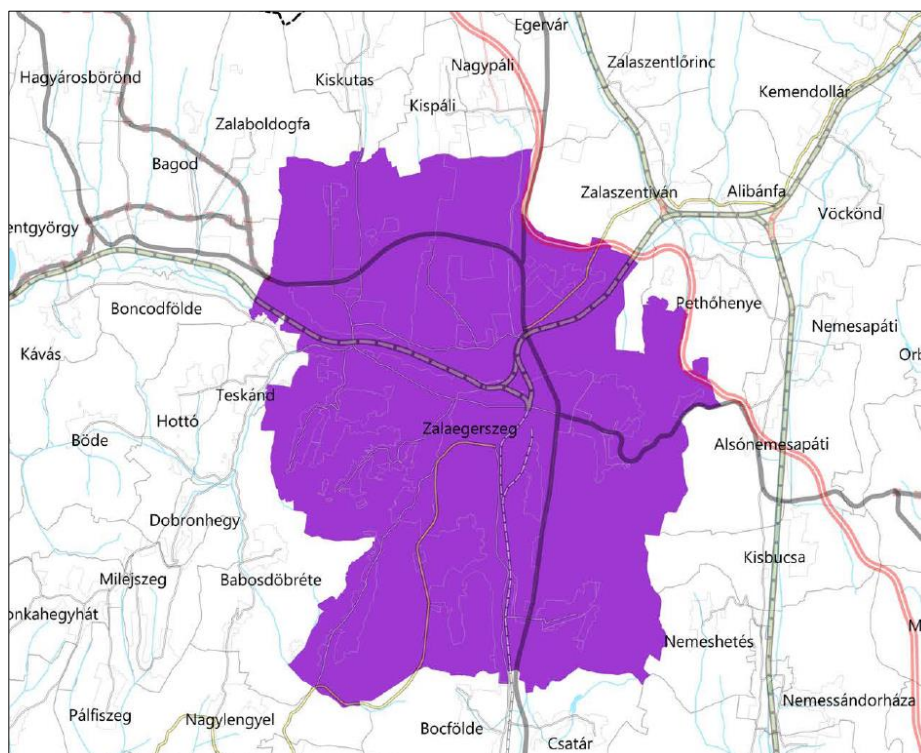 Egervár
Nagypáli
Zalaszentlőrinc
Hagyárosbörönd
Kiskutas
Kemendollár
Kispáli
Zalaboldogfa
Bagod
Zalaszentiván
Alibánfa
Vöckönd
entgyörgy
Boncodfölde
Pethőhenye
Nemesapáti
Kávás
Orb
Teskánd
Hottó
Zalaegerszeg
Böde
Alsónemesapáti
Dobronhegy
Kisbucsa
Milejszeg
Babosdöbréte
onkahegyhát
M
Nemeshetés
Nemessándorháza
Pálfiszeg
Nagylengyel
Bocfölde
Csatár